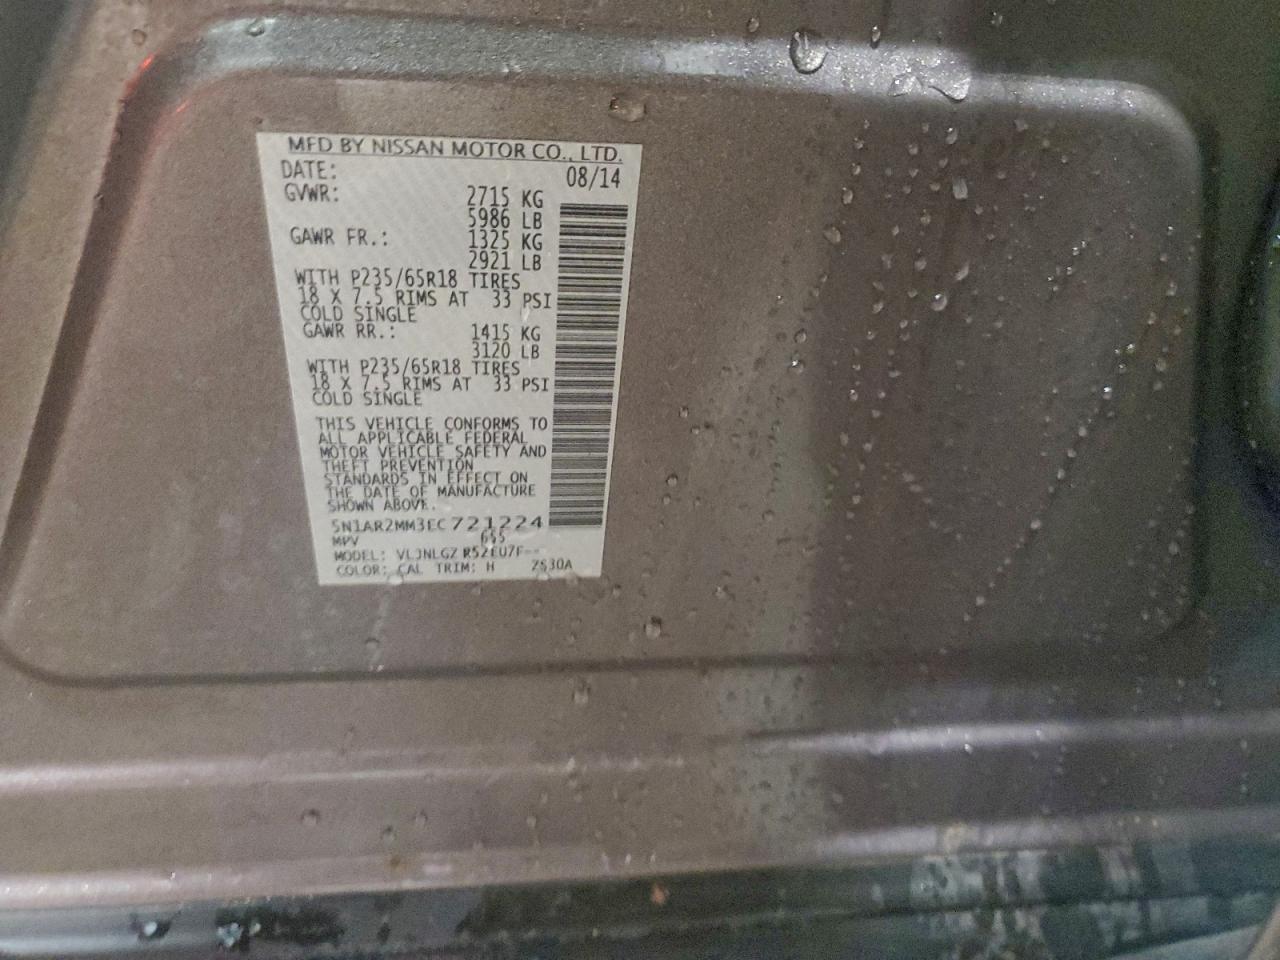 MFD BY NISSAN MOTOR CO., LTD.
DATE: 08/14
GVWR: 2715 KG
5986 LB
GAWR FR.: 1325 KG
2921 LB
WITH P235/65R18 TIRES
18 X 7.5 RIMS AT 33 PSI
COLD SINGLE
GAWR RR.: 1415 KG
3120 LB
WITH P235/65R18 TIRES
18 X 7.5 RIMS AT 33 PSI
COLD SINGLE
THIS VEHICLE CONFORMS TO
ALL APPLICABLE FEDERAL
MOTOR VEHICLE SAFETY AND
THEFT PREVENTION
STANDARDS IN EFFECT ON
THE DATE OF MANUFACTURE
SHOWN ABOVE.
5N1AR2MM3EC721224
MPV
MODEL:
COLOR: CAL TRIM: H